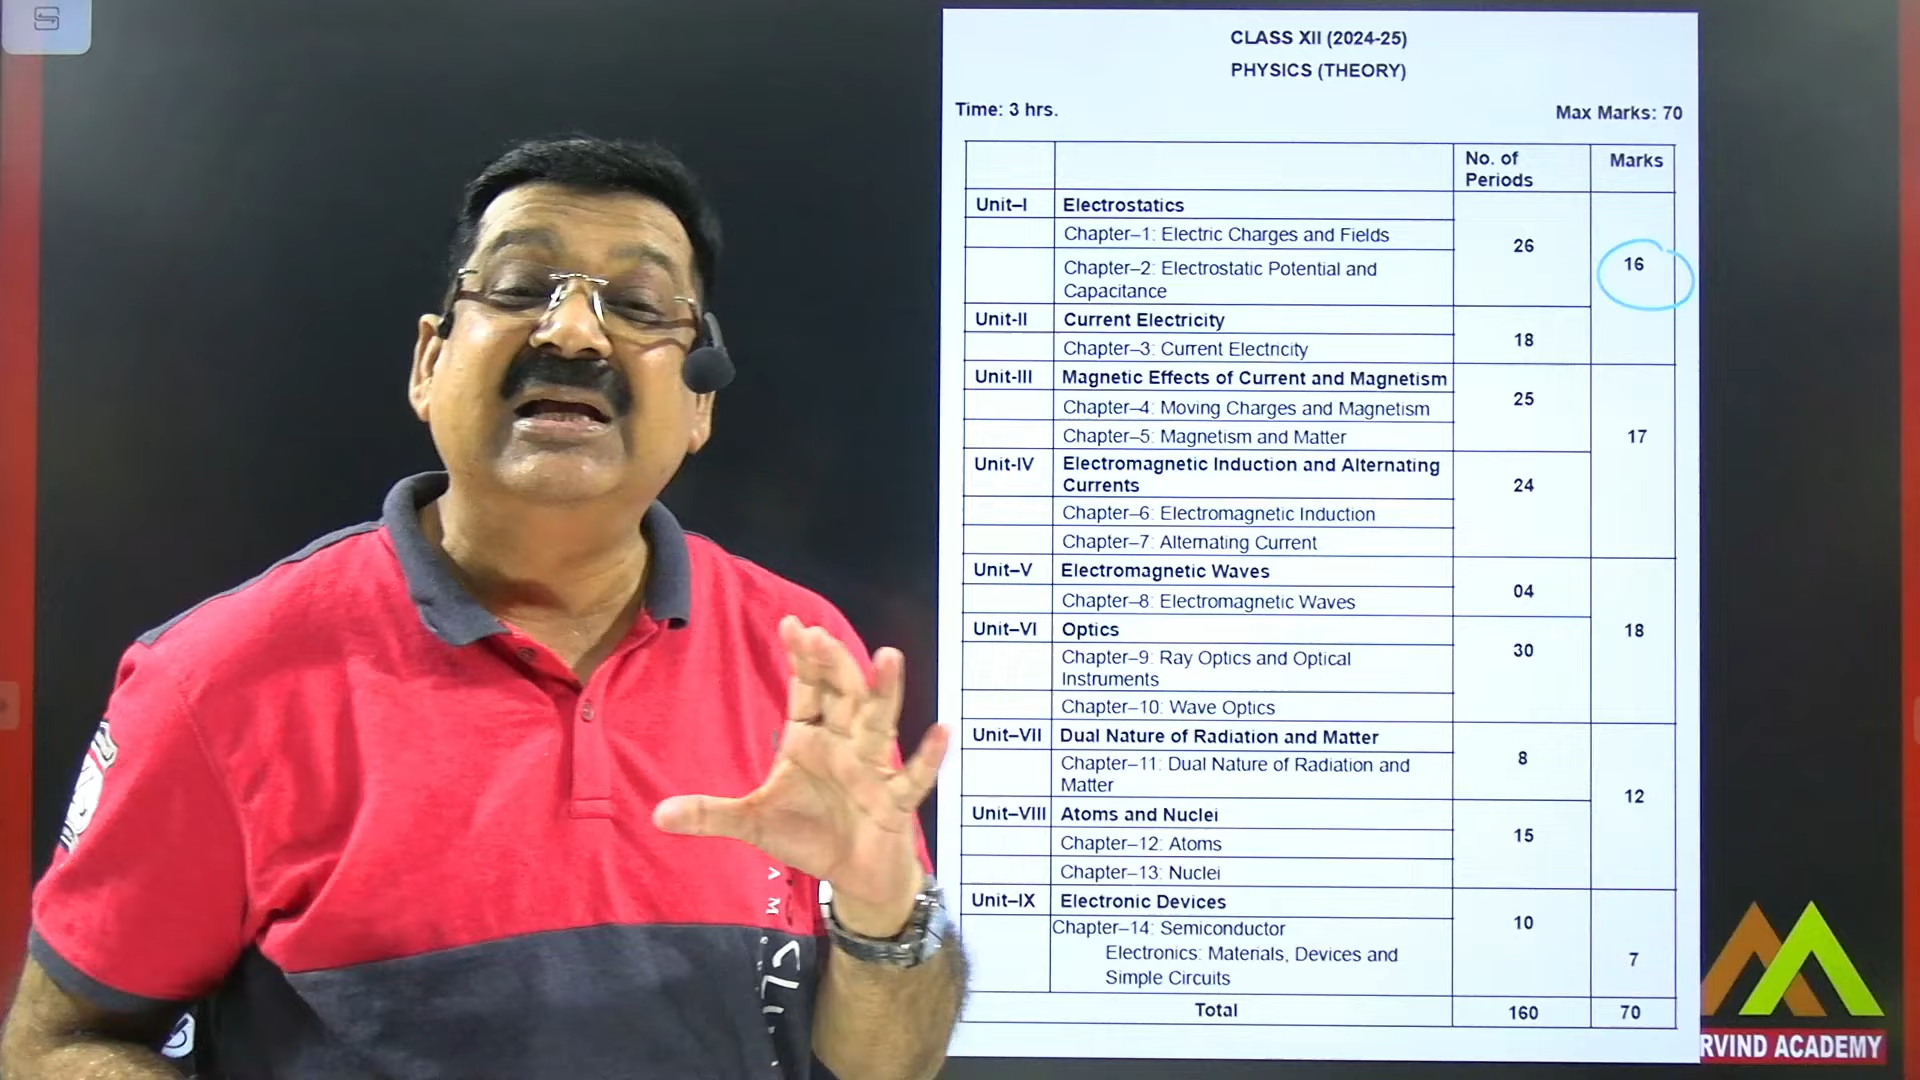 CLASS XII (2024-25)
PHYSICS (THEORY)
Time: 3 hrs.
Max Marks: 70
No. of
Periods
Marks
Unit–I
Electrostatics
26
16
Chapter–1: Electric Charges and Fields
Chapter–2: Electrostatic Potential and
Capacitance
Unit-II
Current Electricity
18
Chapter–3: Current Electricity
Unit-III
Magnetic Effects of Current and Magnetism
25
17
Chapter–4: Moving Charges and Magnetism
Chapter–5: Magnetism and Matter
Unit-IV
Electromagnetic Induction and Alternating
Currents
24
Chapter–6: Electromagnetic Induction
Chapter–7: Alternating Current
Unit–V
Electromagnetic Waves
04
18
Chapter–8: Electromagnetic Waves
Unit–VI
Optics
30
Chapter–9: Ray Optics and Optical
Instruments
Chapter–10: Wave Optics
Unit–VII
Dual Nature of Radiation and Matter
8
12
Chapter–11: Dual Nature of Radiation and
Matter
Unit–VIII
Atoms and Nuclei
15
Chapter–12: Atoms
Chapter–13: Nuclei
Unit–IX
Electronic Devices
10
7
Chapter–14: Semiconductor
Electronics: Materials, Devices and
Simple Circuits
Total
160
70
RVIND ACADEMY